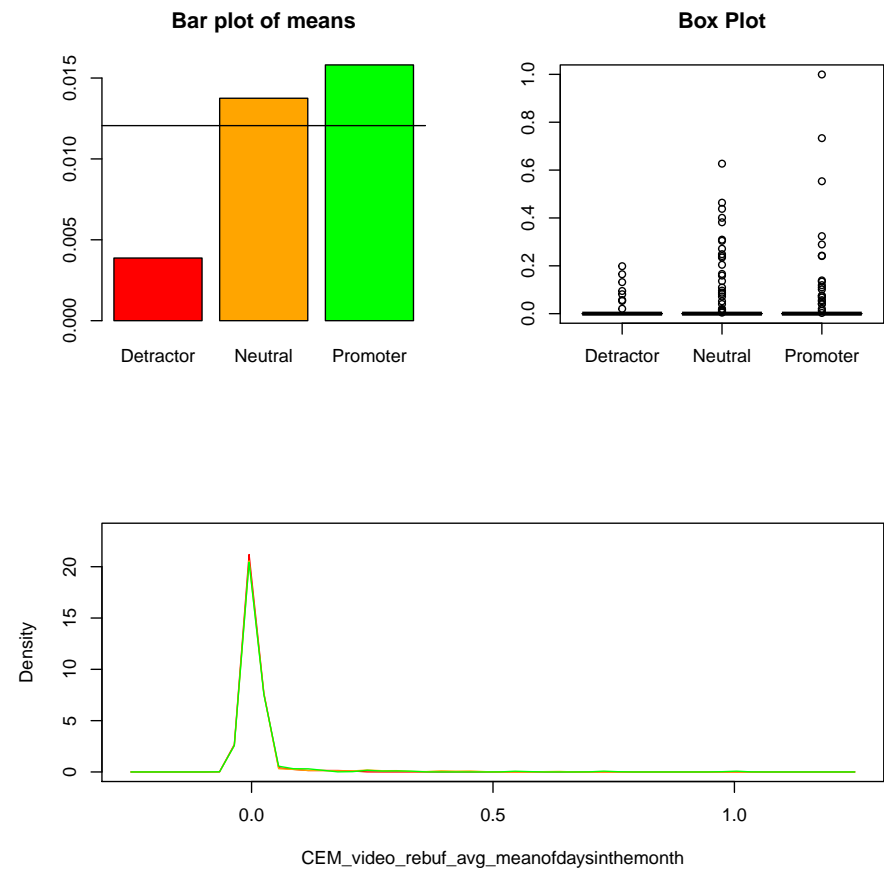 Bar plot of means
0.015
0.010
0.005
0.000
Detractor Neutral Promoter
Box Plot
1.0
0.8
0.6
0.4
0.2
0.0
Detractor Neutral Promoter
Density
20
15
10
5
0
0.0 0.5 1.0
CEM_video_rebuf_avg_meanofdaysinthemonth